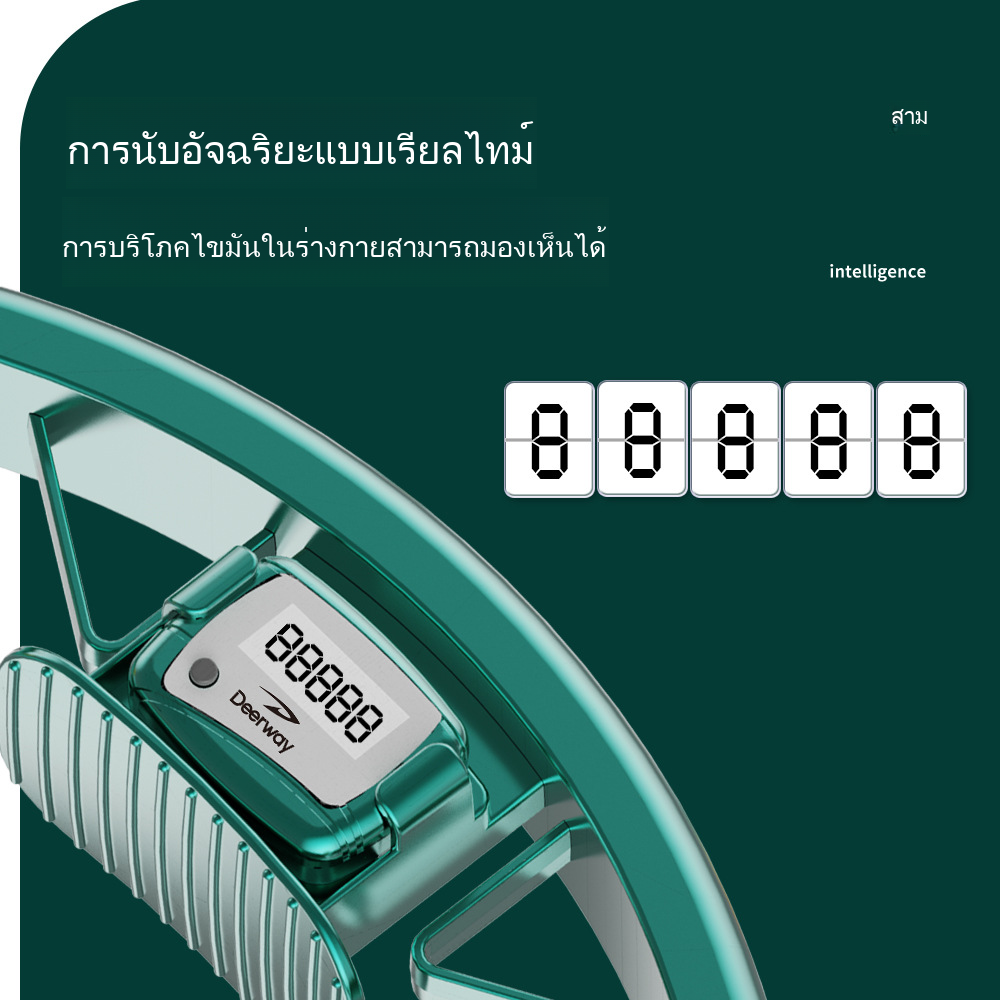 สาม
การนับอัจฉริยะแบบเรียลไทม์
การบริโภคไขมันในร่างกายสามารถมองเห็นได้
intelligence
88888
88888
Deerway